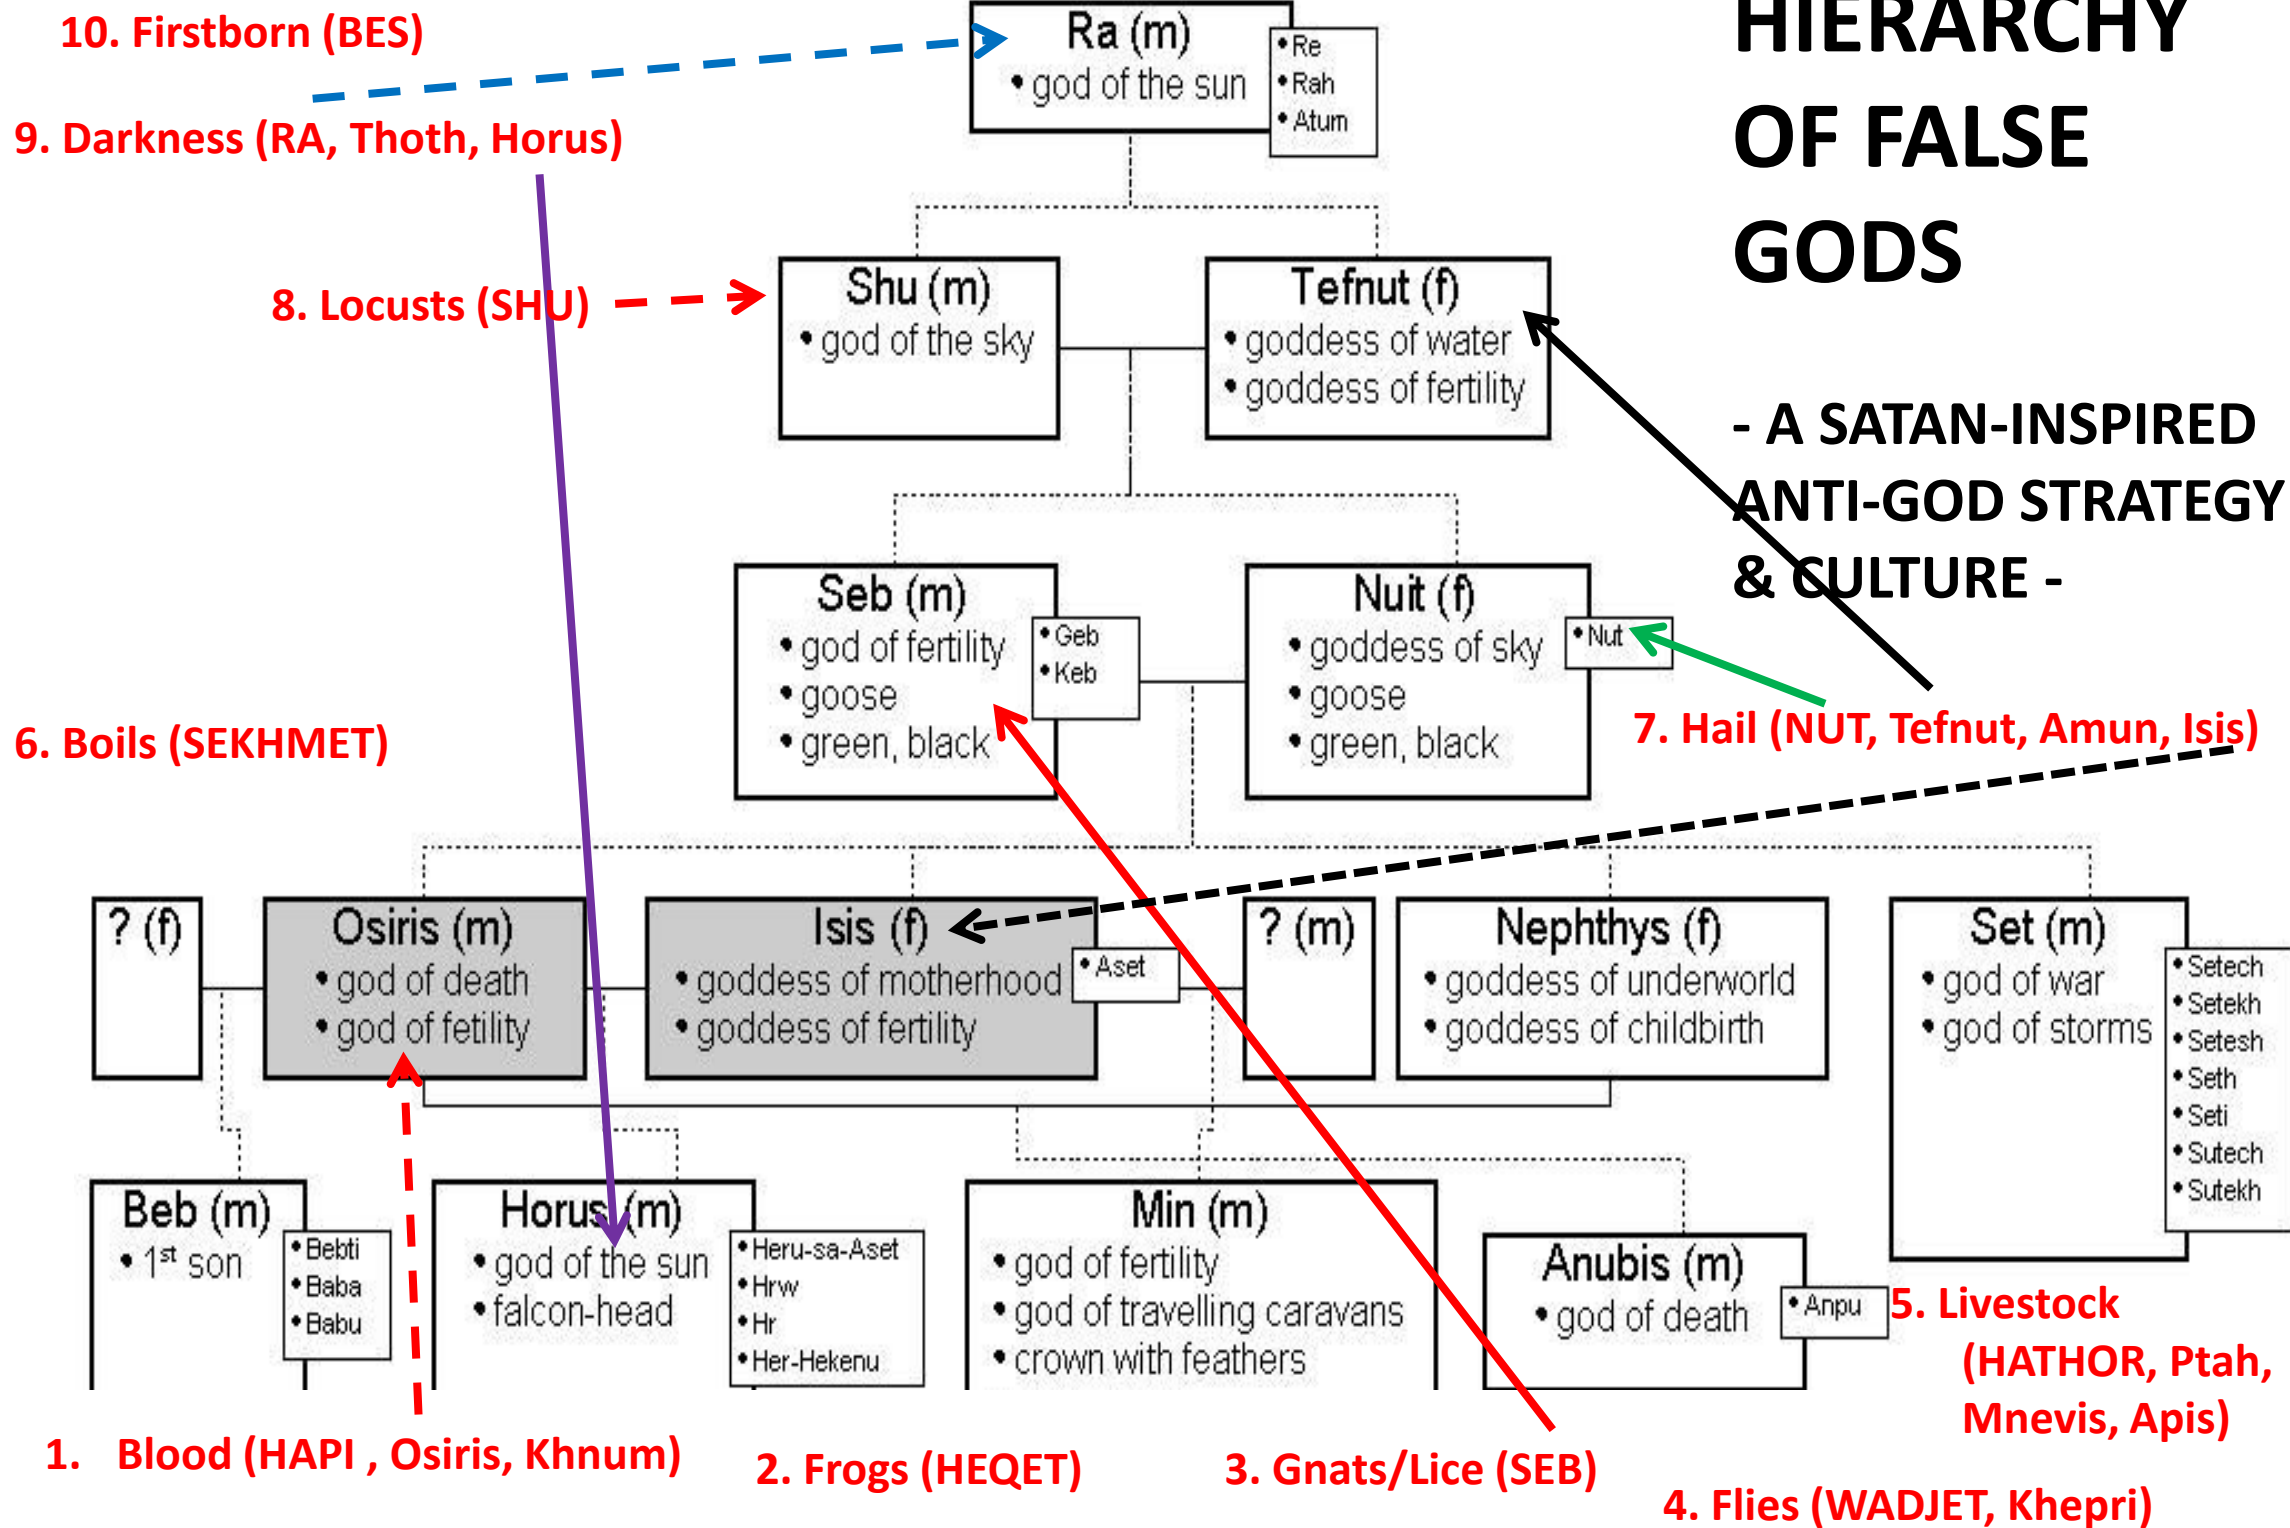 HIERARCHY
OF FALSE
GODS
- A SATAN-INSPIRED
ANTI-GOD STRATEGY
& CULTURE -
10. Firstborn (BES)
9. Darkness (RA, Thoth, Horus)
Ra (m)
• god of the sun
• Re
• Rah
• Atum
8. Locusts (SHU)
Shu (m)
• god of the sky
Tefnut (f)
• goddess of water
• goddess of fertility
Seb (m)
• god of fertility
• goose
• green, black
• Geb
• Keb
Nuit (f)
• goddess of sky
• goose
• green, black
• Nut
6. Boils (SEKHMET)
7. Hail (NUT, Tefnut, Amun, Isis)
? (f)
Osiris (m)
• god of death
• god of fetility
Isis (f)
• goddess of motherhood
• goddess of fertility
• Aset
? (m)
Nephthys (f)
• goddess of underworld
• goddess of childbirth
Set (m)
• god of war
• god of storms
• Setech
• Setekh
• Setesh
• Seth
• Seti
• Sutech
• Sutekh
Beb (m)
• 1st son
• Bebti
• Baba
• Babu
Horus (m)
• god of the sun
• falcon-head
• Heru-sa-Aset
• Hrw
• Hr
• Her-Hekenu
Min (m)
• god of fertility
• god of travelling caravans
• crown with feathers
Anubis (m)
• god of death
• Anpu
5. Livestock
(HATHOR, Ptah,
Mnevis, Apis)
1. Blood (HAPI , Osiris, Khnum)
2. Frogs (HEQET)
3. Gnats/Lice (SEB)
4. Flies (WADJET, Khepri)